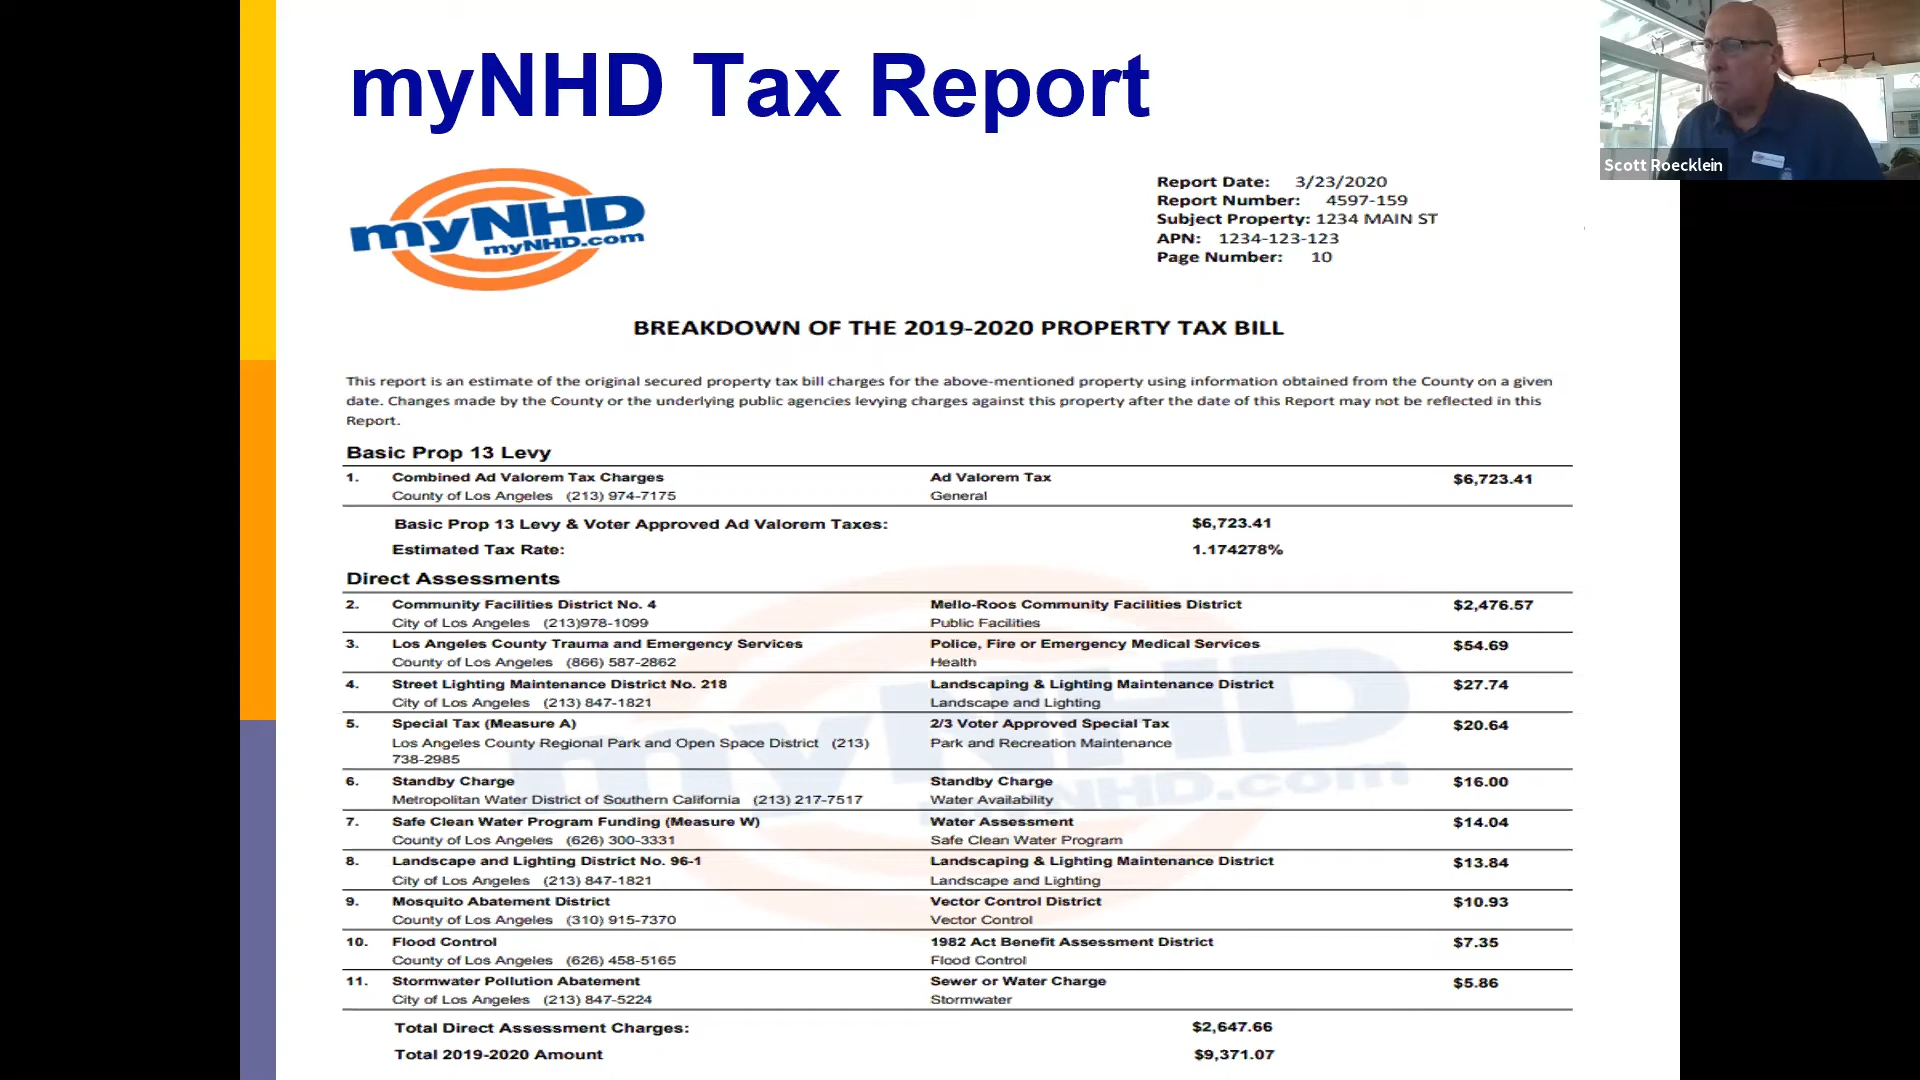 myNHD Tax Report
Scott Roecklein
myNHD
myNHD.com
Report Date: 3/23/2020
Report Number: 4597-159
Subject Property: 1234 MAIN ST
APN: 1234-123-123
Page Number: 10
BREAKDOWN OF THE 2019-2020 PROPERTY TAX BILL
This report is an estimate of the original secured property tax bill charges for the above-mentioned property using information obtained from the County on a given
date. Changes made by the County or the underlying public agencies levying charges against this property after the date of this Report may not be reflected in this
Report.
Basic Prop 13 Levy
1. Combined Ad Valorem Tax Charges Ad Valorem Tax $6,723.41
County of Los Angeles (213) 974-7175 General
Basic Prop 13 Levy & Voter Approved Ad Valorem Taxes: $6,723.41
Estimated Tax Rate: 1.174278%
Direct Assessments
2. Community Facilities District No. 4 Mello-Roos Community Facilities District $2,476.57
City of Los Angeles (213)978-1099 Public Facilities
3. Los Angeles County Trauma and Emergency Services Police, Fire or Emergency Medical Services $54.69
County of Los Angeles (866) 587-2862 Health
4. Street Lighting Maintenance District No. 218 Landscaping & Lighting Maintenance District $27.74
City of Los Angeles (213) 847-1821 Landscape and Lighting
5. Special Tax (Measure A) 2/3 Voter Approved Special Tax $20.64
Los Angeles County Regional Park and Open Space District (213) Park and Recreation Maintenance
738-2985
6. Standby Charge Standby Charge $16.00
Metropolitan Water District of Southern California (213) 217-7517 Water Availability
7. Safe Clean Water Program Funding (Measure W) Water Assessment $14.04
County of Los Angeles (626) 300-3331 Safe Clean Water Program
8. Landscape and Lighting District No. 96-1 Landscaping & Lighting Maintenance District $13.84
City of Los Angeles (213) 847-1821 Landscape and Lighting
9. Mosquito Abatement District Vector Control District $10.93
County of Los Angeles (310) 915-7370 Vector Control
10. Flood Control 1982 Act Benefit Assessment District $7.35
County of Los Angeles (626) 458-5165 Flood Control
11. Stormwater Pollution Abatement Sewer or Water Charge $5.86
City of Los Angeles (213) 847-5224 Stormwater
Total Direct Assessment Charges: $2,647.66
Total 2019-2020 Amount $9,371.07
myNHD
myNHD.com